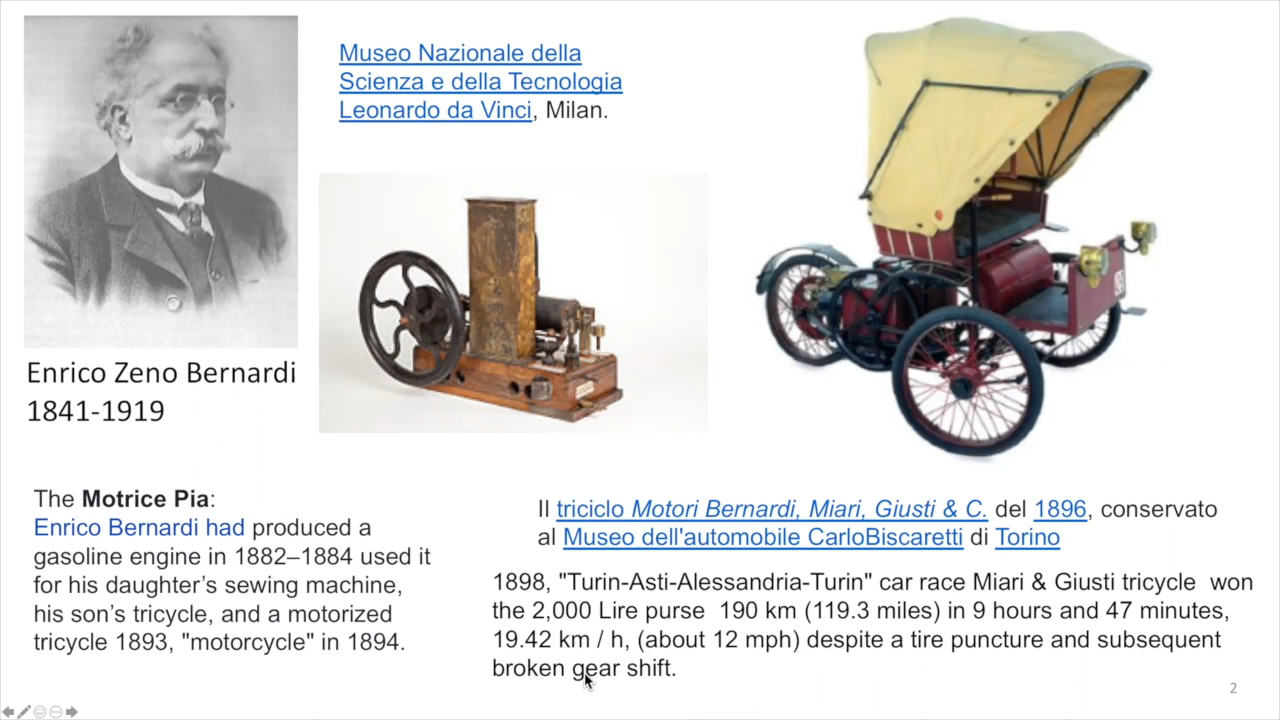 Museo Nazionale della
Scienza e della Tecnologia
Leonardo da Vinci, Milan.
Enrico Zeno Bernardi
1841-1919
The Motrice Pia:
Enrico Bernardi had produced a
gasoline engine in 1882–1884 used it
for his daughter’s sewing machine,
his son’s tricycle, and a motorized
tricycle 1893, "motorcycle" in 1894.
Il triciclo Motori Bernardi, Miari, Giusti & C. del 1896, conservato
al Museo dell'automobile CarloBiscaretti di Torino
1898, "Turin-Asti-Alessandria-Turin" car race Miari & Giusti tricycle won
the 2,000 Lire purse 190 km (119.3 miles) in 9 hours and 47 minutes,
19.42 km / h, (about 12 mph) despite a tire puncture and subsequent
broken gear shift.
2